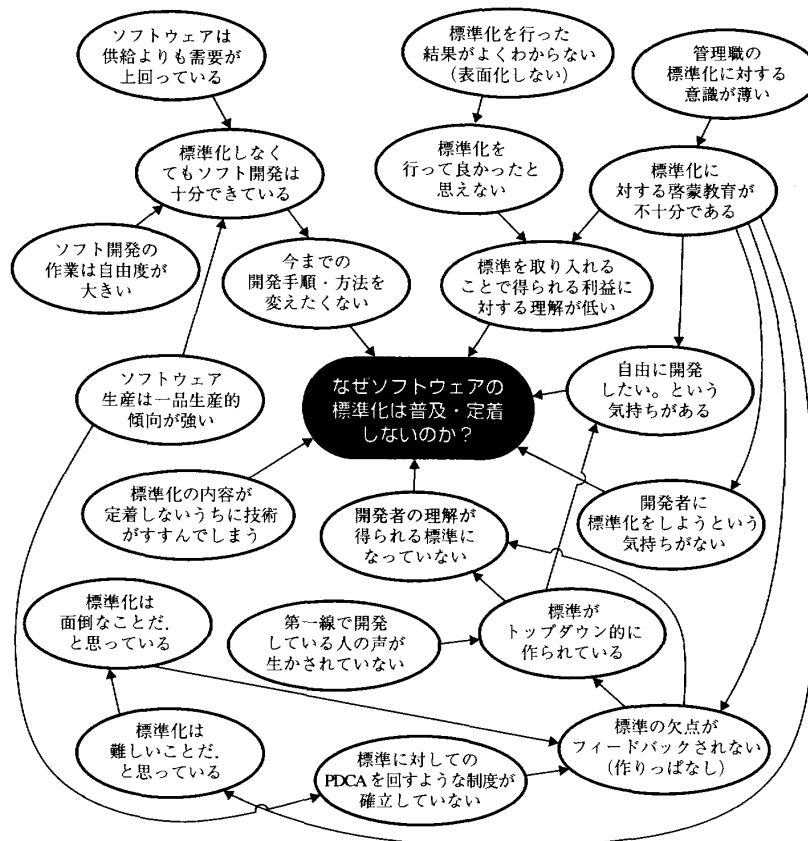 ソフトウェアは
供給よりも需要が
上回っている
標準化を行った
結果がよくわからない
（表面化しない）
管理職の
標準化に対する
意識が薄い
標準化しなく
てもソフト開発は
十分できている
標準化を
行って良かったと
思えない
標準化に
対する啓蒙教育が
不十分である
ソフト開発の
作業は自由度が
大きい
今までの
開発手順・方法を
変えたくない
標準を取り入れる
ことで得られる利益に
対する理解が低い
ソフトウェア
生産は一品生産的
傾向が強い
なぜソフトウェアの
標準化は普及・定着
しないのか？
自由に開発
したい。という
気持ちがある
標準化の内容が
定着しないうちに技術
がすすんでしまう
開発者の理解が
得られる標準に
なっていない
開発者に
標準化をしようという
気持ちがない
標準化は
面倒なことだ．
と思っている
第一線で開発
している人の声が
生かされていない
標準が
トップダウン的に
作られている
標準化は
難しいことだ．
と思っている
標準に対しての
PDCAを回すような制度が
確立していない
標準の欠点が
フィードバックされない
（作りっぱなし）